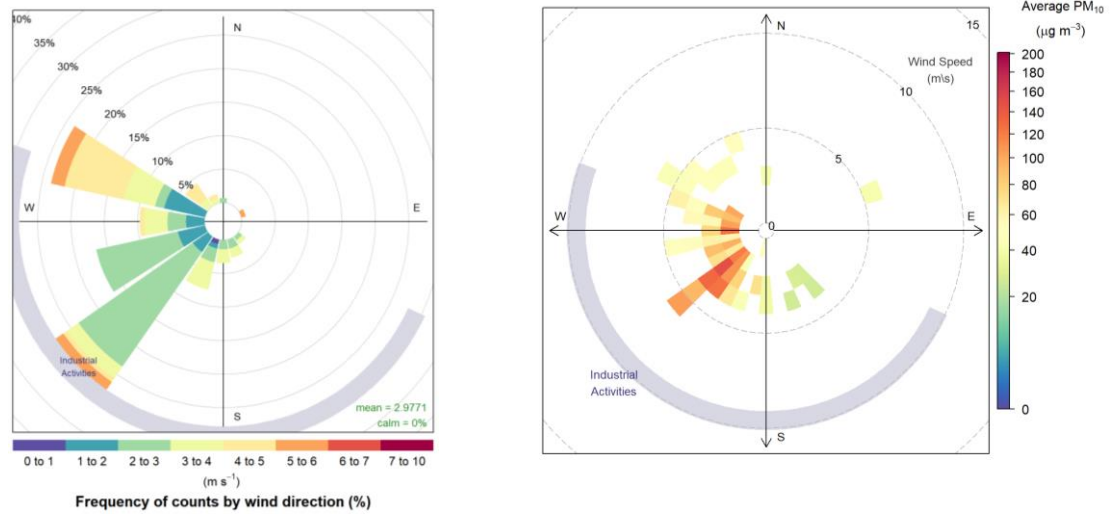 40%
35%
30%
25%
20%
15%
10%
5%
N
W
E
S
Industrial
Activities
mean = 2.9771
calm = 0%
0 to 1 1 to 2 2 to 3 3 to 4 4 to 5 5 to 6 6 to 7 7 to 10
(m s⁻¹)
Frequency of counts by wind direction (%)
N
15
Wind Speed
(m\s)
10
5
0
W
E
S
Industrial
Activities
Average PM₁₀
(μg m⁻³)
200
180
160
140
120
100
80
60
40
20
0